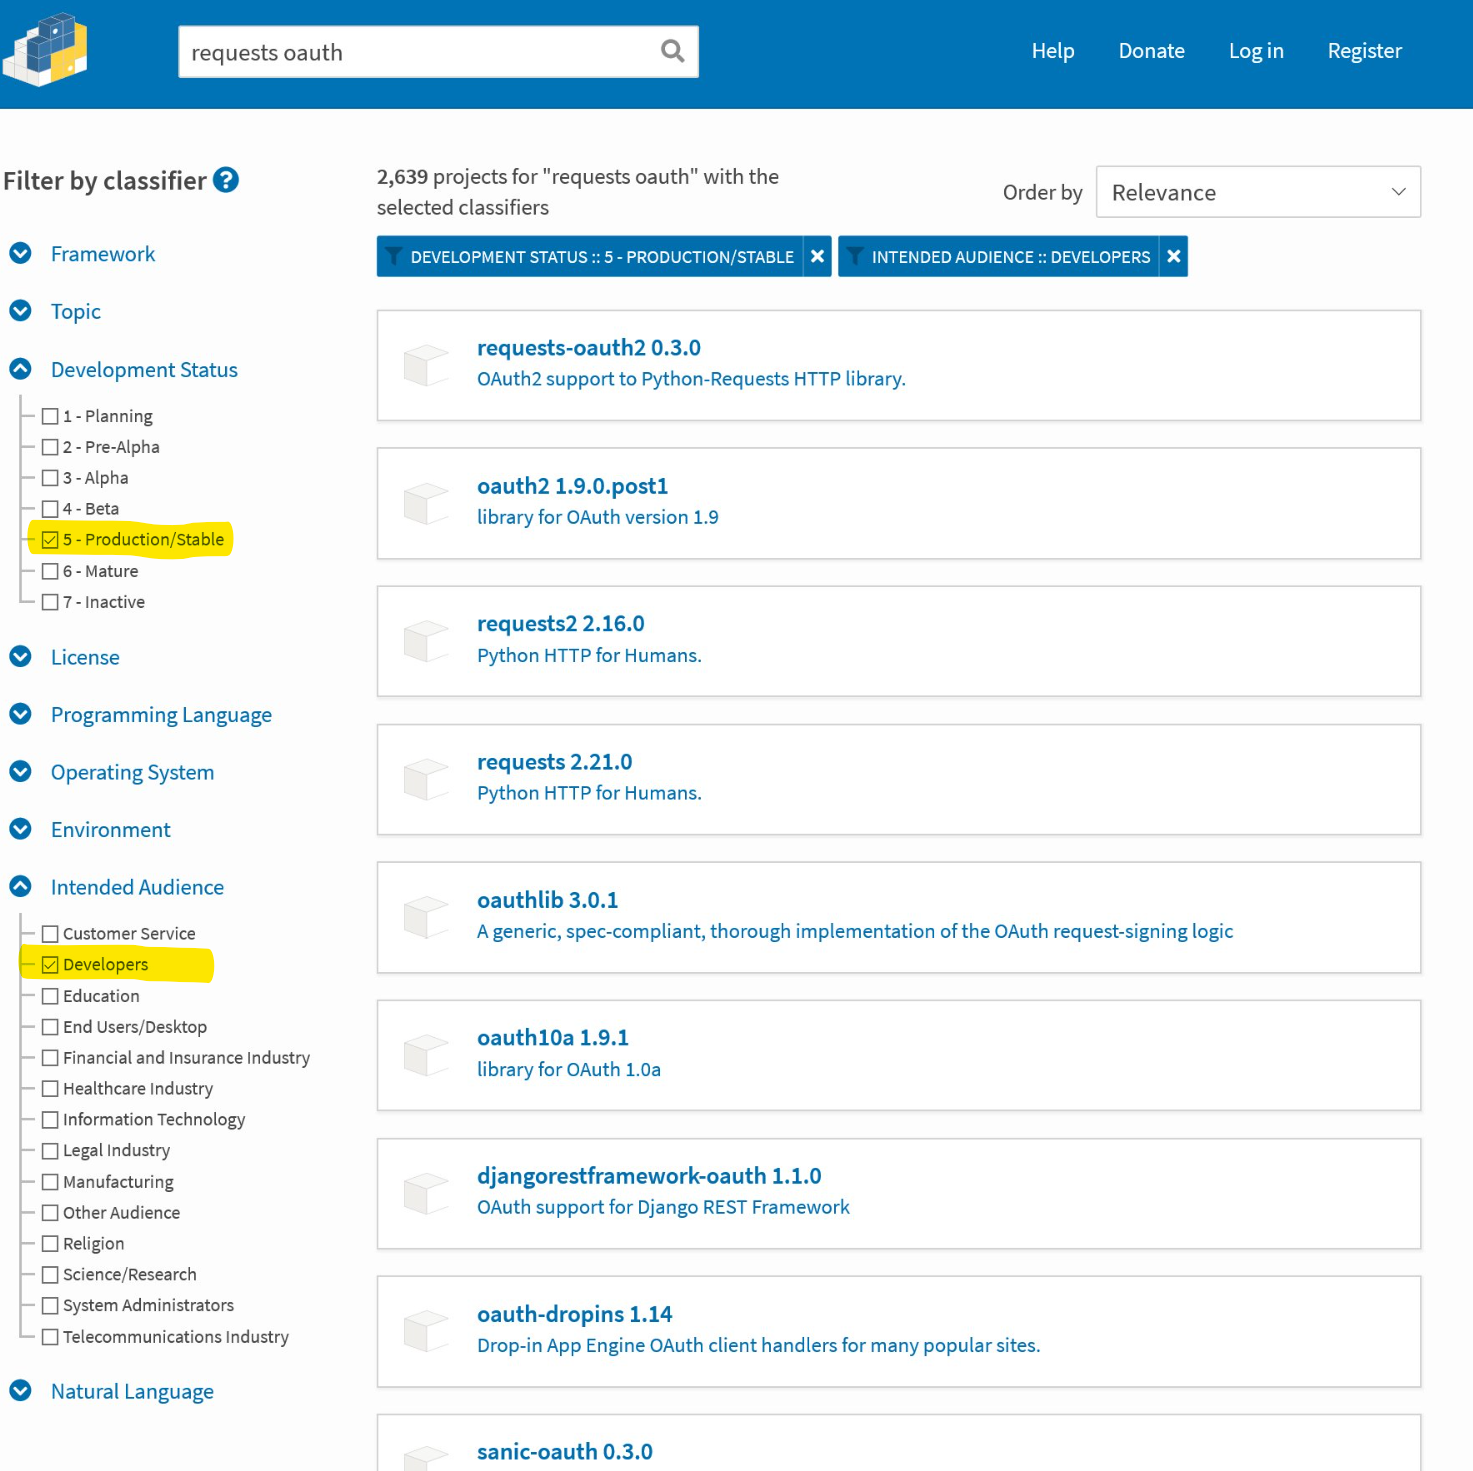 requests oauth
Help
Donate
Log in
Register
Filter by classifier ?
Framework
Topic
Development Status
1 - Planning
2 - Pre-Alpha
3 - Alpha
4 - Beta
5 - Production/Stable
6 - Mature
7 - Inactive
License
Programming Language
Operating System
Environment
Intended Audience
Customer Service
Developers
Education
End Users/Desktop
Financial and Insurance Industry
Healthcare Industry
Information Technology
Legal Industry
Manufacturing
Other Audience
Religion
Science/Research
System Administrators
Telecommunications Industry
Natural Language
2,639 projects for "requests oauth" with the
selected classifiers
Order by
Relevance
DEVELOPMENT STATUS :: 5 - PRODUCTION/STABLE
INTENDED AUDIENCE :: DEVELOPERS
requests-oauth2 0.3.0
OAuth2 support to Python-Requests HTTP library.
oauth2 1.9.0.post1
library for OAuth version 1.9
requests2 2.16.0
Python HTTP for Humans.
requests 2.21.0
Python HTTP for Humans.
oauthlib 3.0.1
A generic, spec-compliant, thorough implementation of the OAuth request-signing logic
oauth10a 1.9.1
library for OAuth 1.0a
djangorestframework-oauth 1.1.0
OAuth support for Django REST Framework
oauth-dropins 1.14
Drop-in App Engine OAuth client handlers for many popular sites.
sanic-oauth 0.3.0